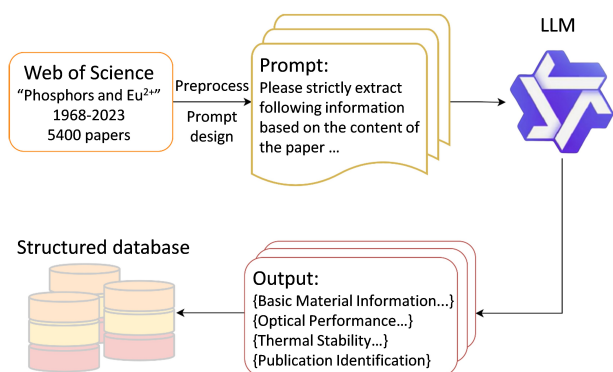 Web of Science
“Phosphors and Eu²⁺”
1968-2023
5400 papers
Preprocess
Prompt
design
Prompt:
Please strictly extract
following information
based on the content of
the paper ...
LLM
Structured database
Output:
{Basic Material Information...}
{Optical Performance...}
{Thermal Stability...}
{Publication Identification}